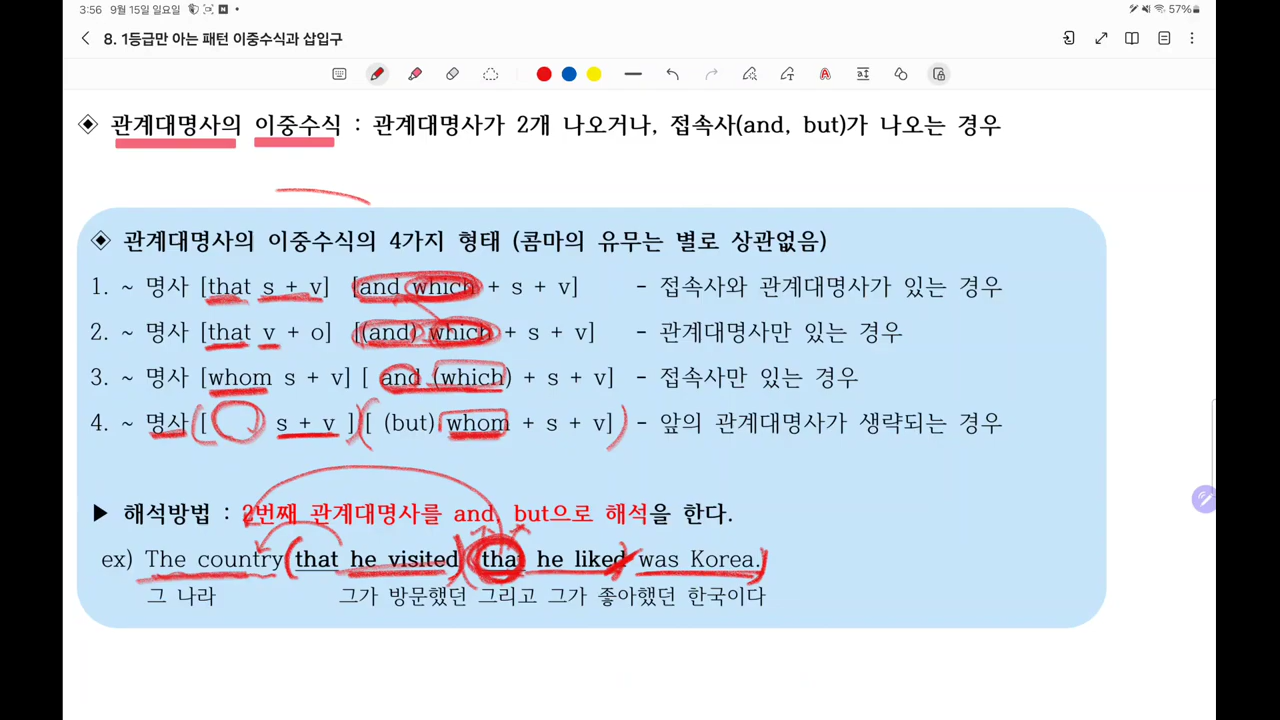 3:56 9월 15일 일요일 57%
8. 1등급만 아는 패턴 이중수식과 삽입구
◈ 관계대명사의 이중수식 : 관계대명사가 2개 나오거나, 접속사(and, but)가 나오는 경우
◈ 관계대명사의 이중수식의 4가지 형태 (콤마의 유무는 별로 상관없음)
1. ~ 명사 [that s + v] [and which + s + v] - 접속사와 관계대명사가 있는 경우
2. ~ 명사 [that v + o] [(and) which + s + v] - 관계대명사만 있는 경우
3. ~ 명사 [whom s + v] [ and (which) + s + v] - 접속사만 있는 경우
4. ~ 명사 [ s + v ] [ (but) whom + s + v] - 앞의 관계대명사가 생략되는 경우
▶ 해석방법 : 2번째 관계대명사를 and, but으로 해석을 한다.
ex) The country that he visited that he liked was Korea.
그 나라 그가 방문했던 그리고 그가 좋아했던 한국이다